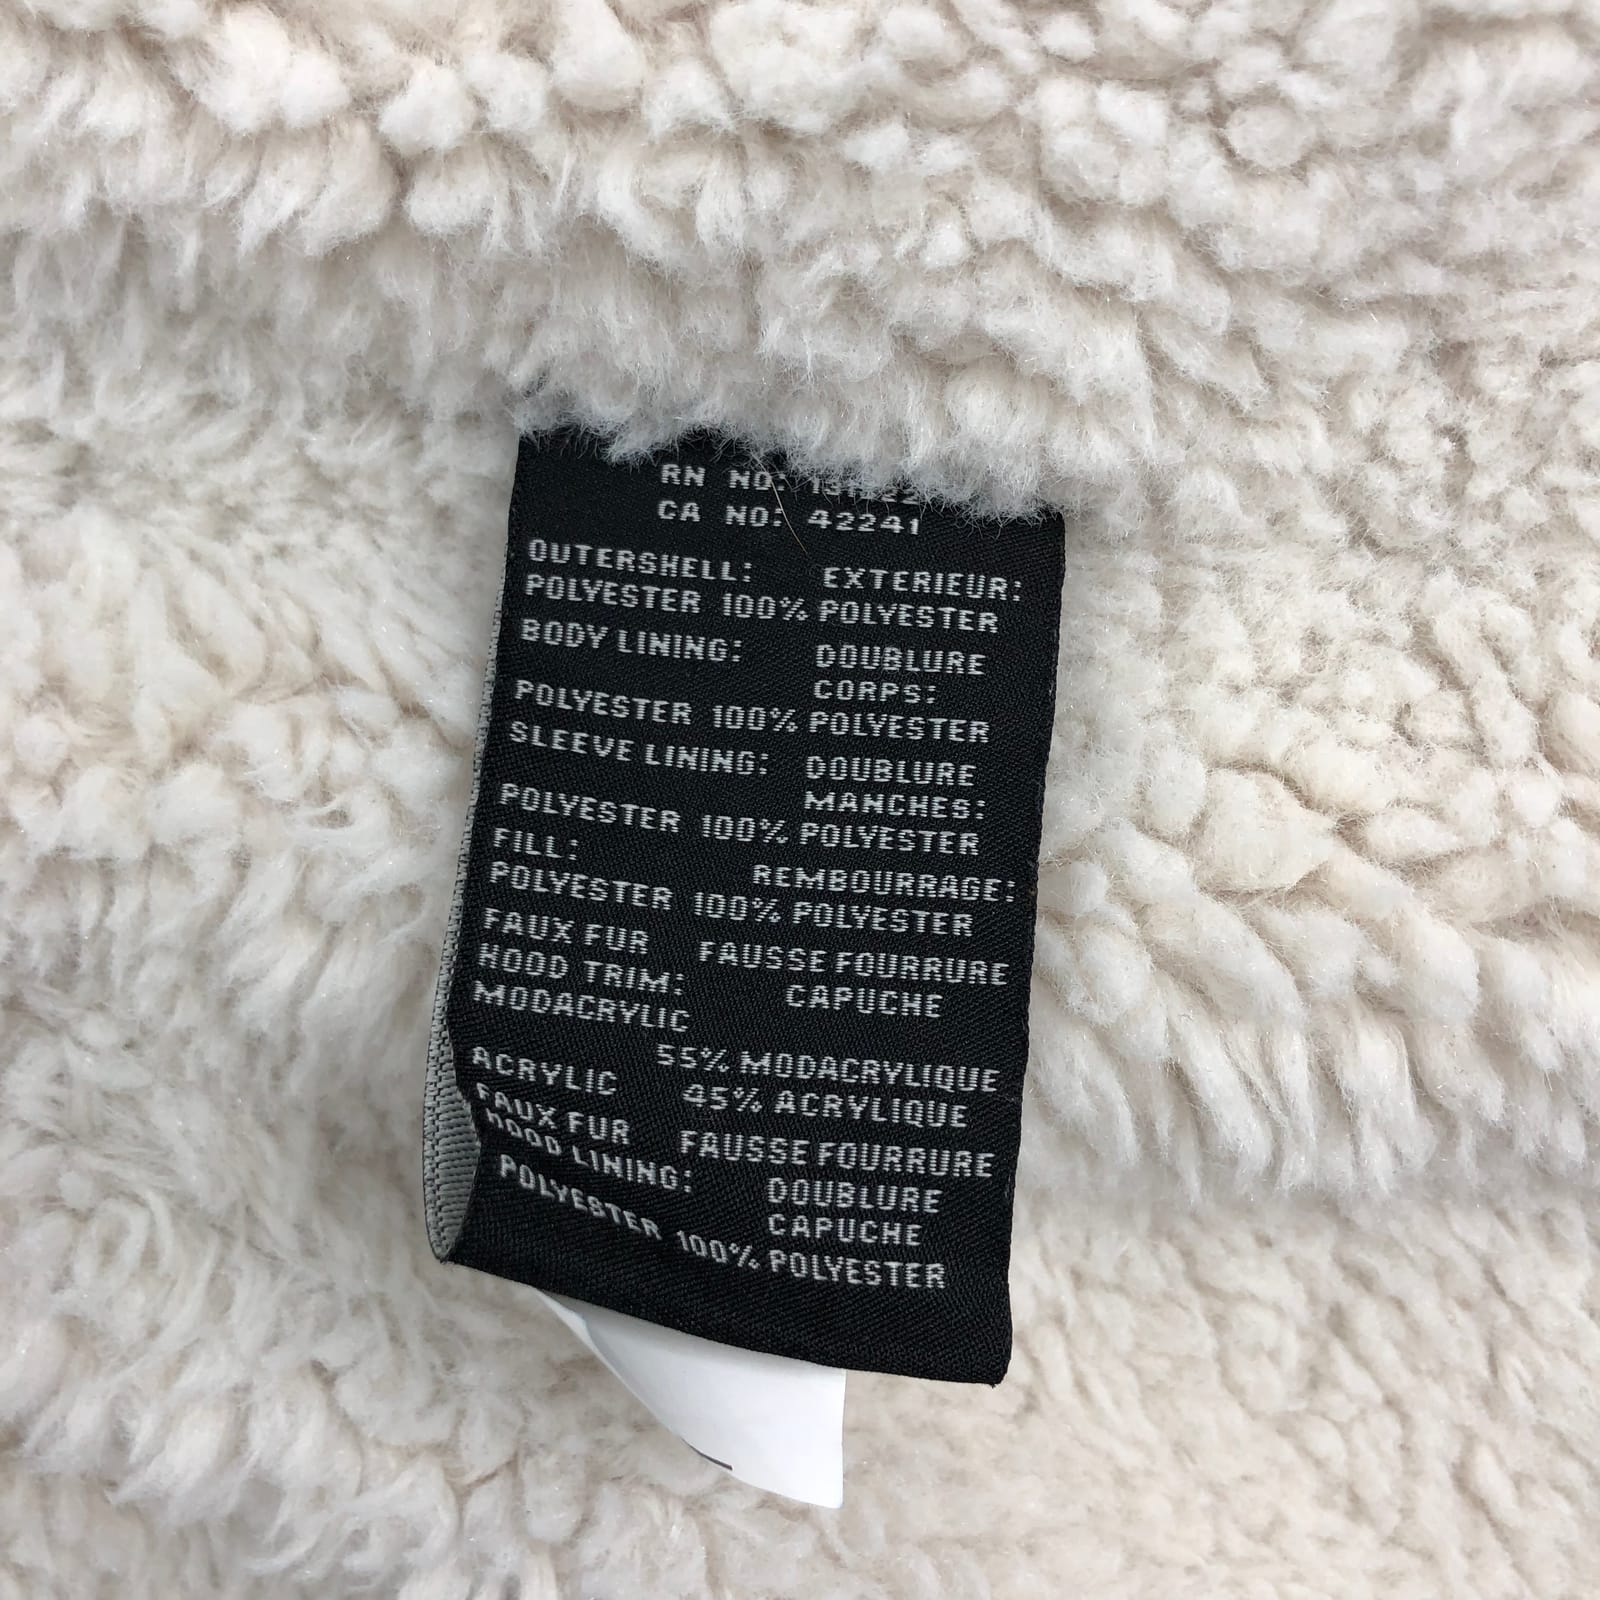 RN NO:
CA NO: 42241
OUTERSHELL: EXTERIEUR:
POLYESTER 100% POLYESTER
BODY LINING: DOUBLURE
CORPS:
POLYESTER 100% POLYESTER
SLEEVE LINING: DOUBLURE
MANCHES:
POLYESTER 100% POLYESTER
FILL: REMBOURRAGE:
POLYESTER 100% POLYESTER
FAUX FUR FAUSSE FOURRURE
HOOD TRIM: CAPUCHE
MODACRYLIC 55% MODACRYLIQUE
ACRYLIC 45% ACRYLIQUE
FAUX FUR FAUSSE FOURRURE
HOOD LINING: DOUBLURE
CAPUCHE
POLYESTER 100% POLYESTER